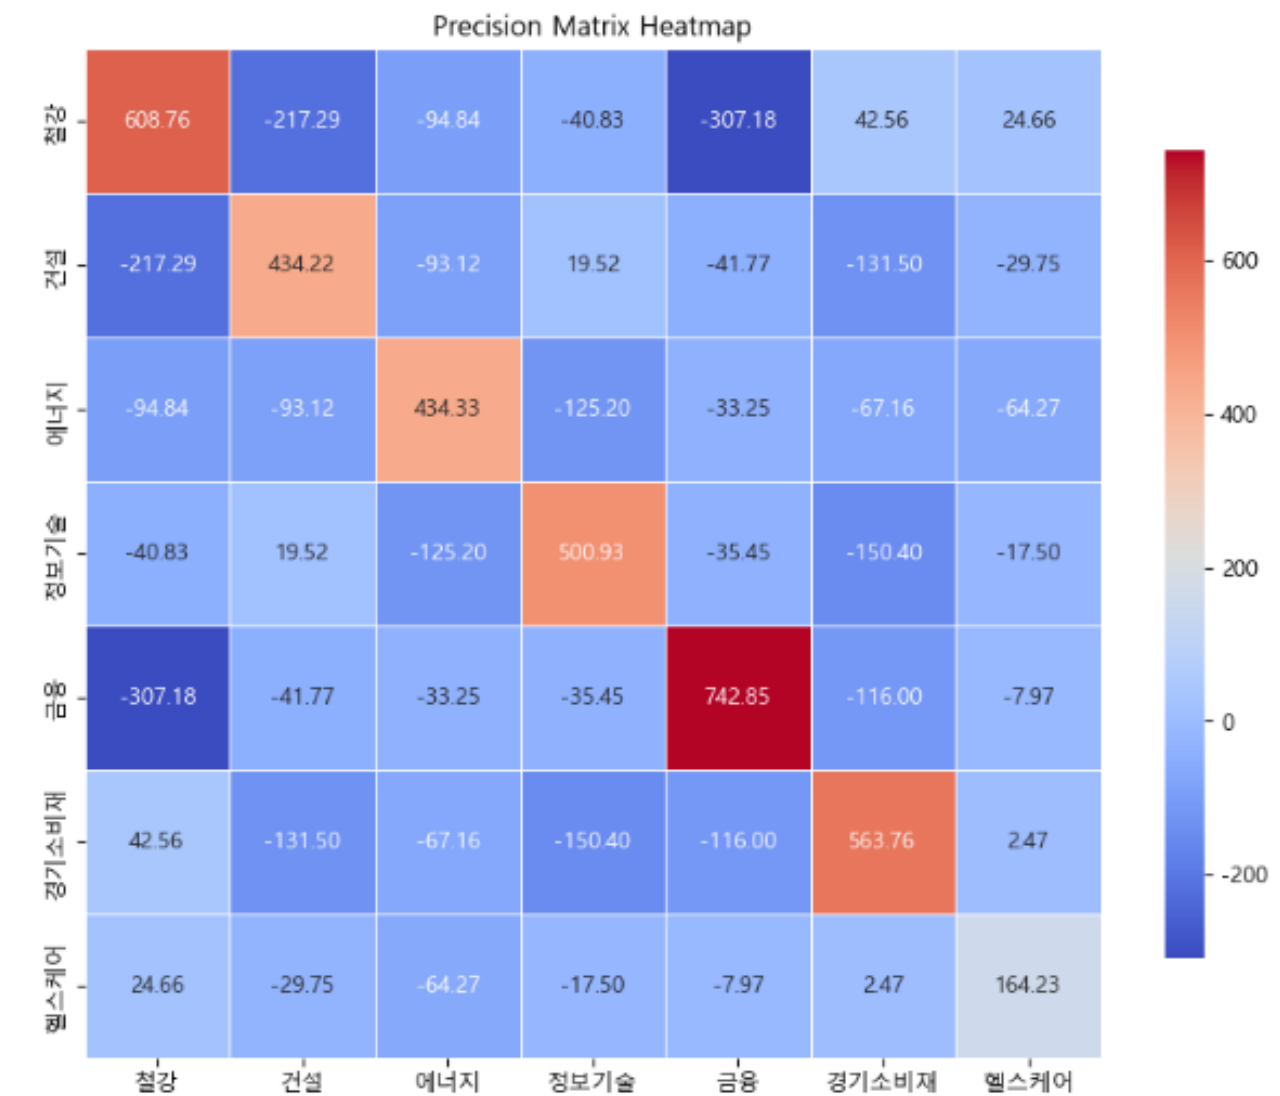 Precision Matrix Heatmap
철강 608.76 -217.29 -94.84 -40.83 -307.18 42.56 24.66
건설 -217.29 434.22 -93.12 19.52 -41.77 -131.50 -29.75
에너지 -94.84 -93.12 434.33 -125.20 -33.25 -67.16 -64.27
정보기술 -40.83 19.52 -125.20 500.93 -35.45 -150.40 -17.50
금융 -307.18 -41.77 -33.25 -35.45 742.85 -116.00 -7.97
경기소비재 42.56 -131.50 -67.16 -150.40 -116.00 563.76 2.47
헬스케어 24.66 -29.75 -64.27 -17.50 -7.97 2.47 164.23
철강 건설 에너지 정보기술 금융 경기소비재 헬스케어
600
400
200
0
-200